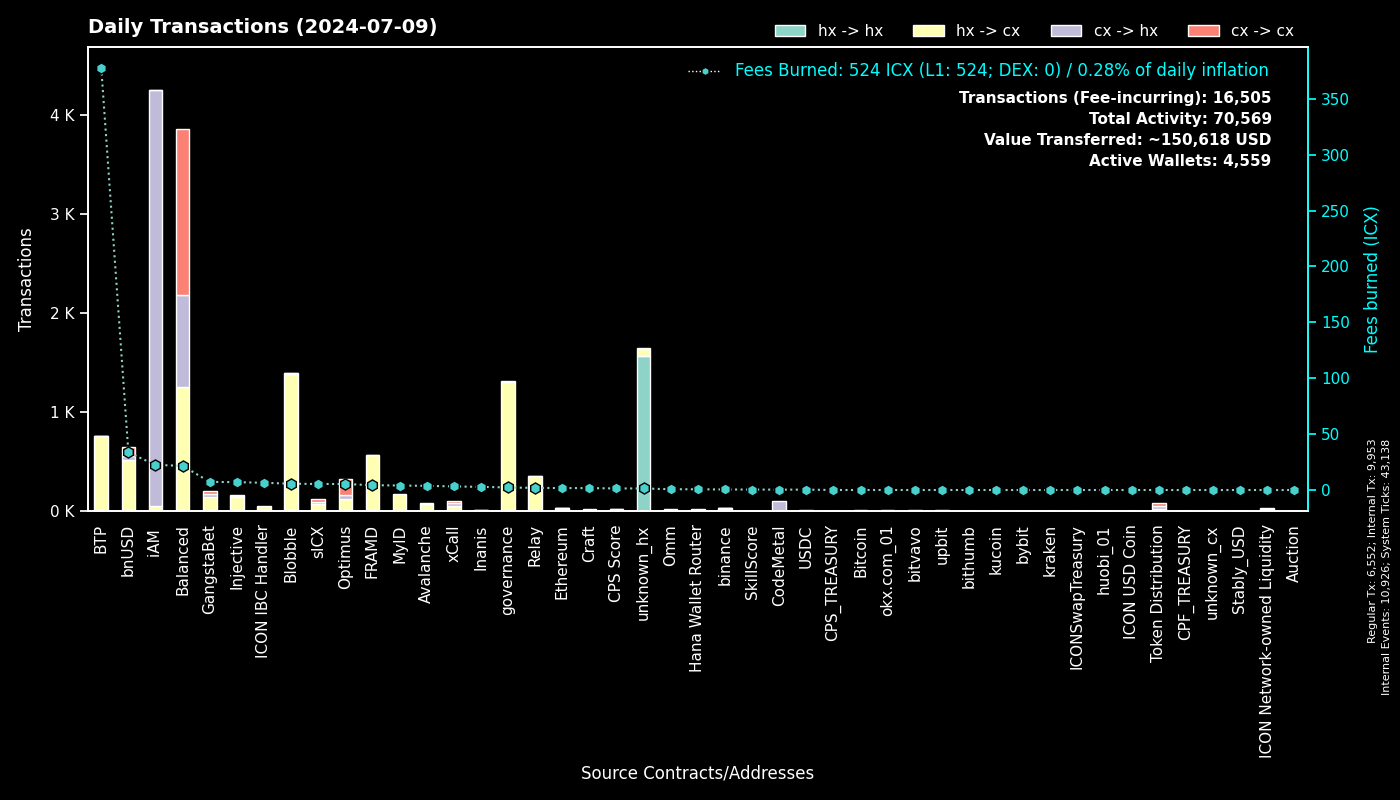 Daily Transactions (2024-07-09)
hx -> hx
hx -> cx
cx -> hx
cx -> cx
Fees Burned: 524 ICX (L1: 524; DEX: 0) / 0.28% of daily inflation
Transactions (Fee-incurring): 16,505
Total Activity: 70,569
Value Transferred: ~150,618 USD
Active Wallets: 4,559
Transactions
4 K
3 K
2 K
1 K
0 K
350
300
250
200
150
100
50
0
Fees burned (ICX)
BTP
bnUSD
iAM
Balanced
GangstaBet
Injective
ICON IBC Handler
Blobble
sICX
Optimus
FRAMD
MyID
Avalanche
xCall
Inanis
governance
Relay
Ethereum
Craft
CPS Score
unknown_hx
Omm
Hana Wallet Router
binance
SkillScore
CodeMetal
USDC
CPS_TREASURY
Bitcoin
okx.com_01
bitvavo
upbit
bithumb
kucoin
bybit
kraken
ICONSwapTreasury
huobi_01
ICON USD Coin
Token Distribution
CPF_TREASURY
unknown_cx
Stably_USD
ICON Network-owned Liquidity
Auction
Source Contracts/Addresses
Regular Tx: 6,552; Internal Tx: 9,953
Internal Events: 10,926; System Ticks: 43,138